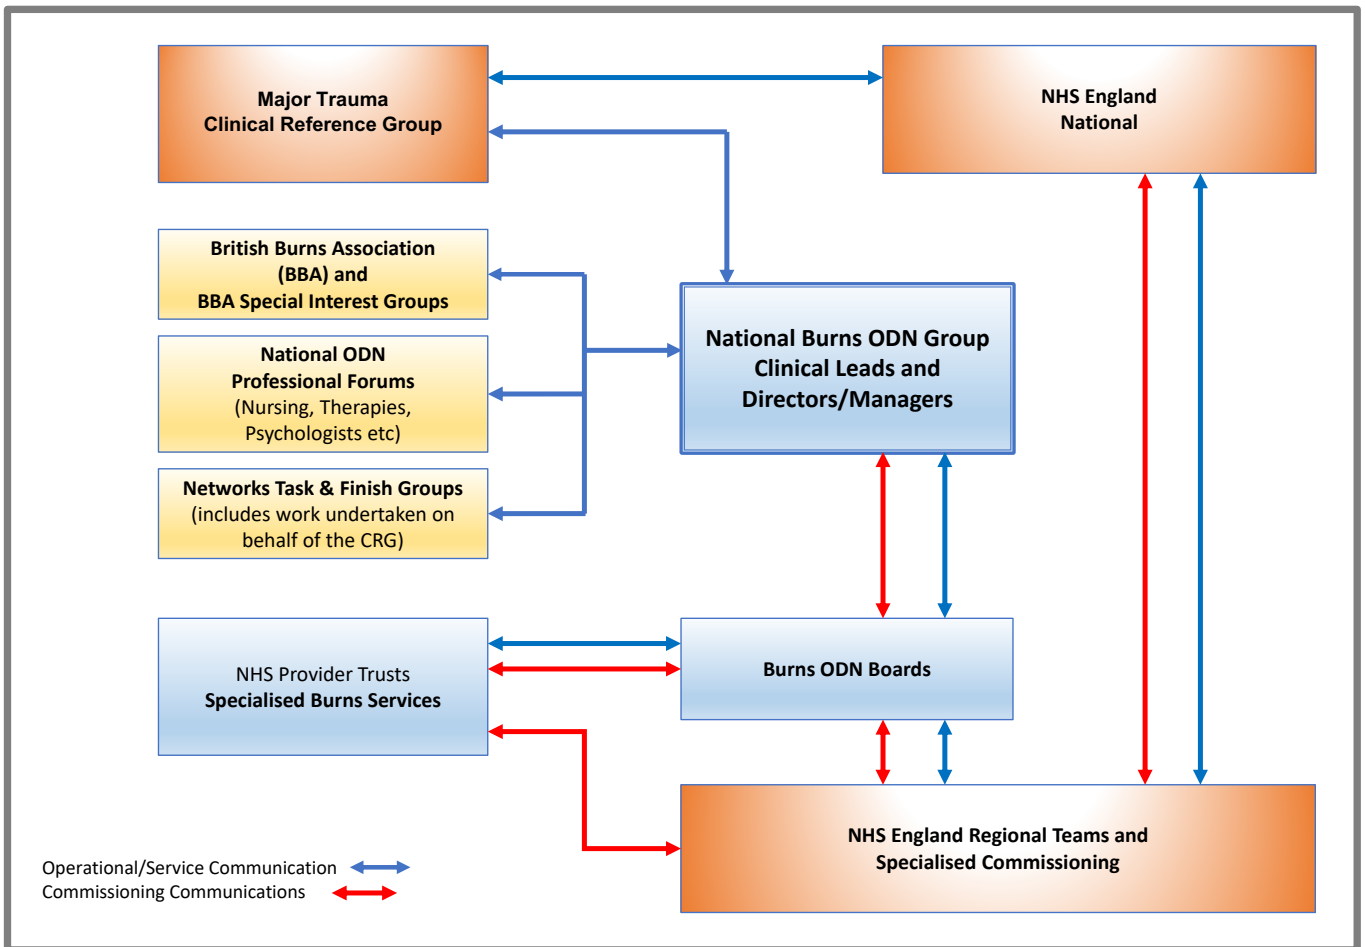 Major Trauma
Clinical Reference Group
NHS England
National
British Burns Association
(BBA) and
BBA Special Interest Groups
National ODN
Professional Forums
(Nursing, Therapies,
Psychologists etc)
Networks Task & Finish Groups
(includes work undertaken on
behalf of the CRG)
National Burns ODN Group
Clinical Leads and
Directors/Managers
NHS Provider Trusts
Specialised Burns Services
Burns ODN Boards
NHS England Regional Teams and
Specialised Commissioning
Operational/Service Communication
Commissioning Communications